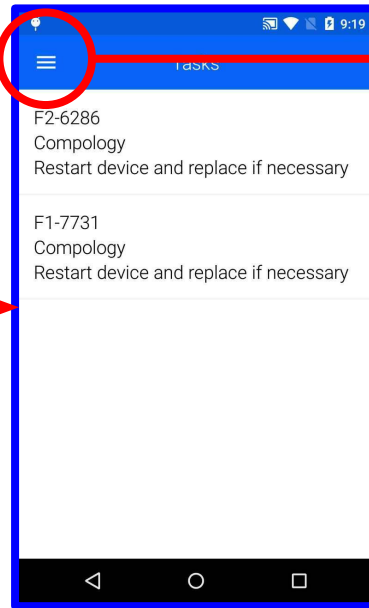 9:19
Tasks
F2-6286
Compology
Restart device and replace if necessary
F1-7731
Compology
Restart device and replace if necessary